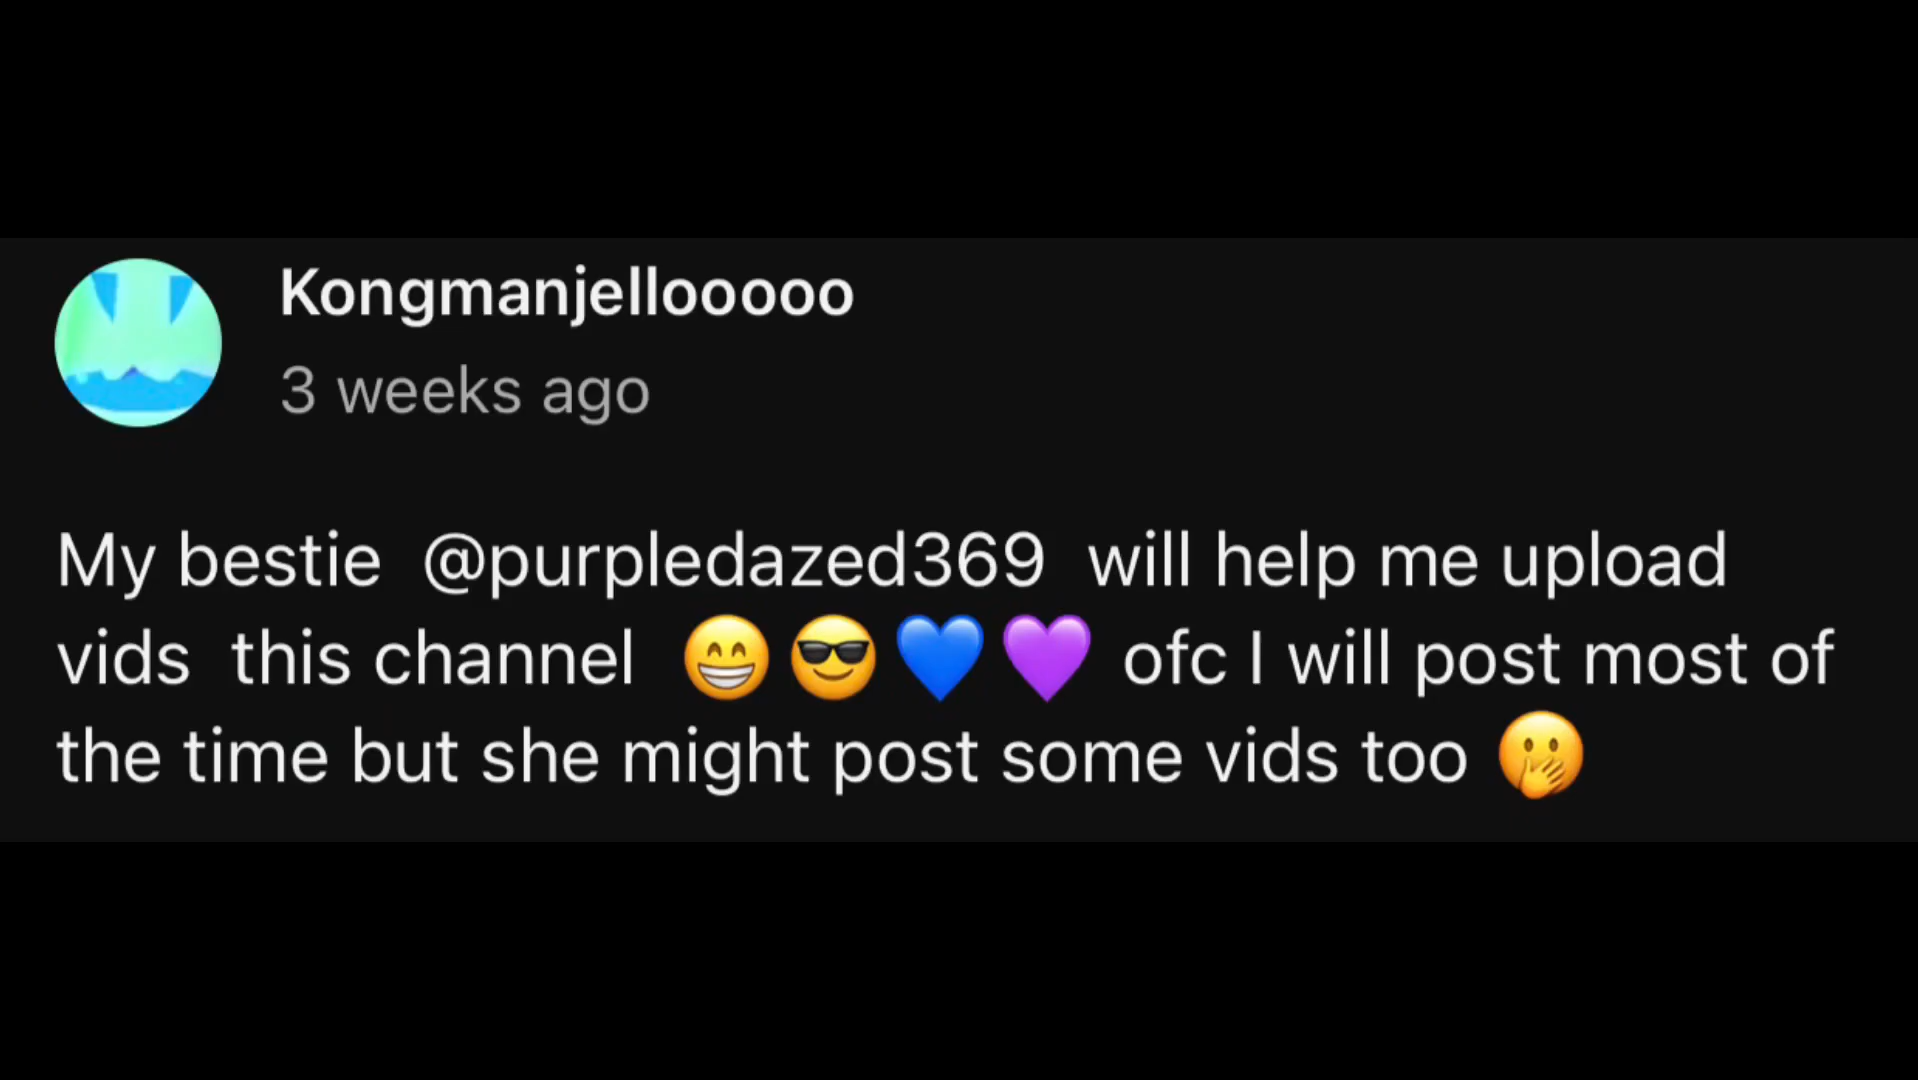 Kongmanjellooooo
3 weeks ago
My bestie @purpledazed369 will help me upload
vids this channel 😁😎💙💜 ofc I will post most of
the time but she might post some vids too 🫢